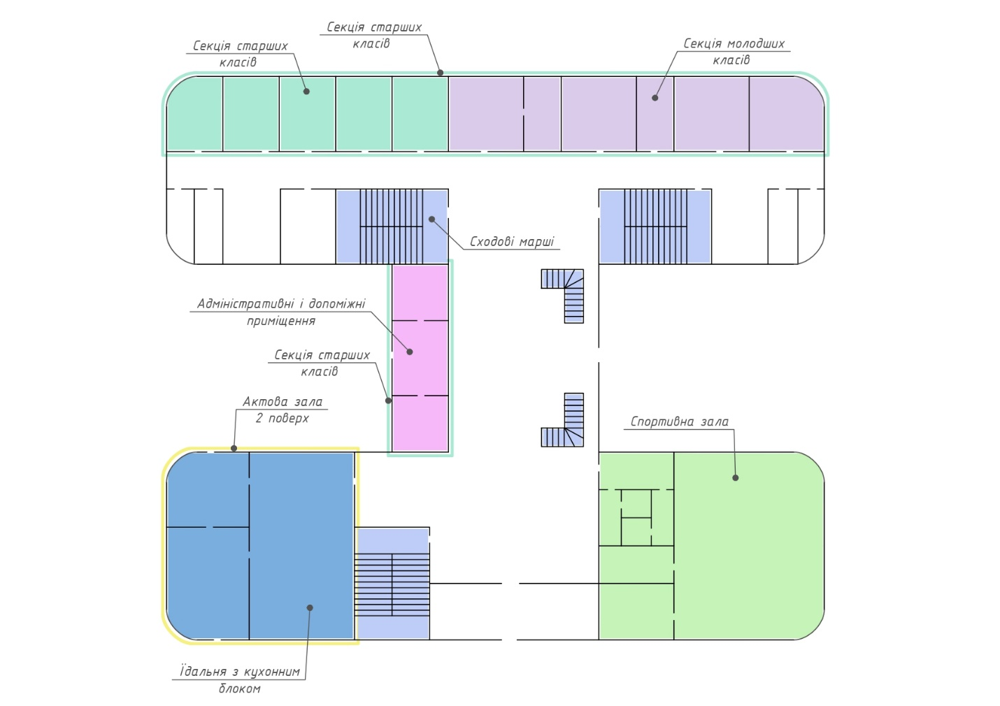 Секція старших
класів
Секція старших
класів
Секція молодших
класів
Сходові марші
Адміністративні і допоміжні
приміщення
Секція старших
класів
Актова зала
2 поверх
Спортивна зала
Їдальня з кухонним
блоком